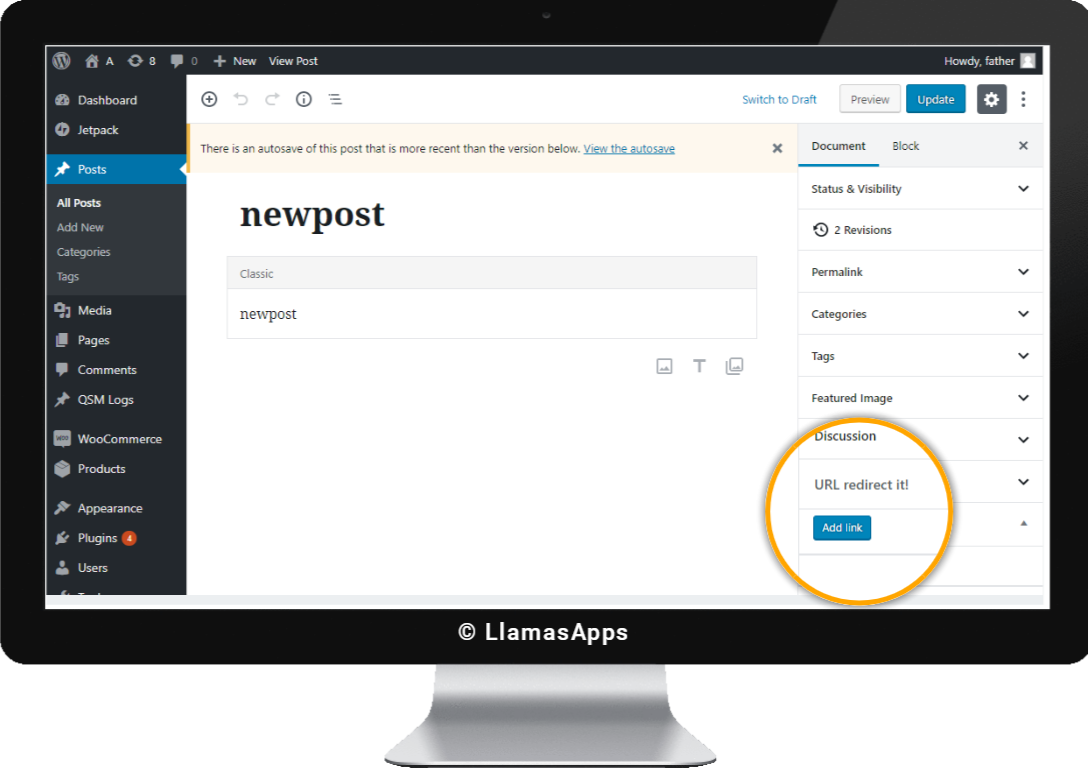 A 8 0 New View Post Howdy, father
Dashboard
Jetpack
Posts
All Posts
Add New
Categories
Tags
Media
Pages
Comments
QSM Logs
WooCommerce
Products
Appearance
Plugins 4
Users
Switch to Draft Preview Update
There is an autosave of this post that is more recent than the version below. View the autosave
newpost
Classic
newpost
Document Block
Status & Visibility
2 Revisions
Permalink
Categories
Tags
Featured Image
Discussion
URL redirect it!
Add link
© LlamasApps